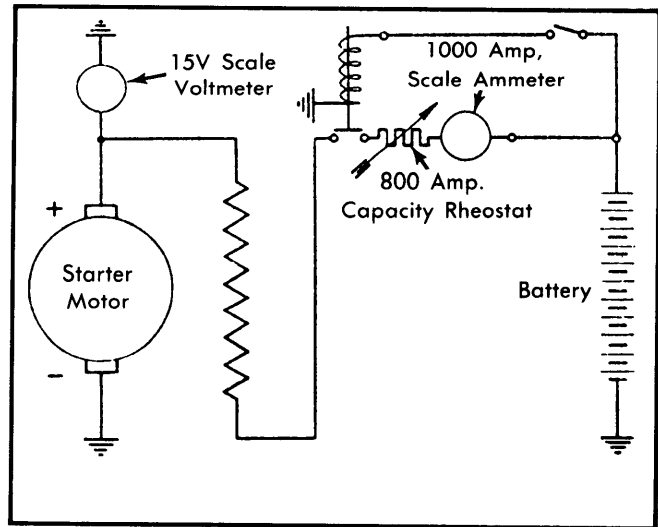 15V Scale
Voltmeter
1000 Amp,
Scale Ammeter
800 Amp.
Capacity Rheostat
+
Starter
Motor
-
Battery